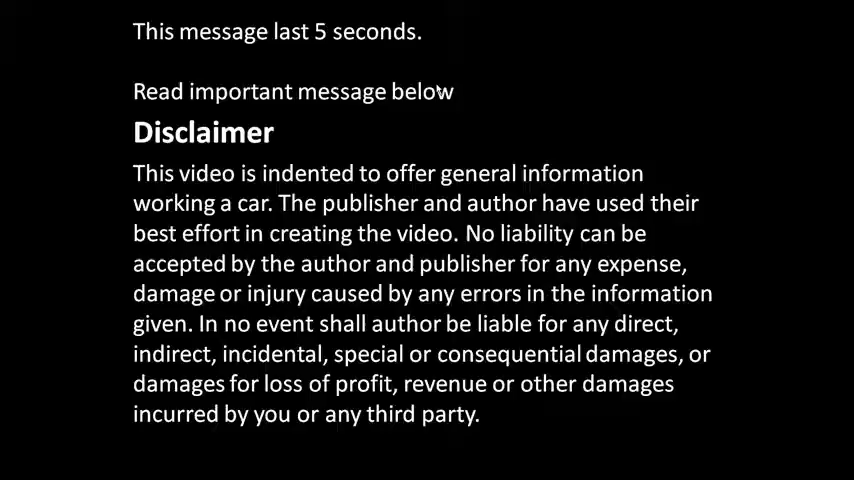 This message last 5 seconds.
Read important message below
Disclaimer
This video is indented to offer general information
working a car. The publisher and author have used their
best effort in creating the video. No liability can be
accepted by the author and publisher for any expense,
damage or injury caused by any errors in the information
given. In no event shall author be liable for any direct,
indirect, incidental, special or consequential damages, or
damages for loss of profit, revenue or other damages
incurred by you or any third party.